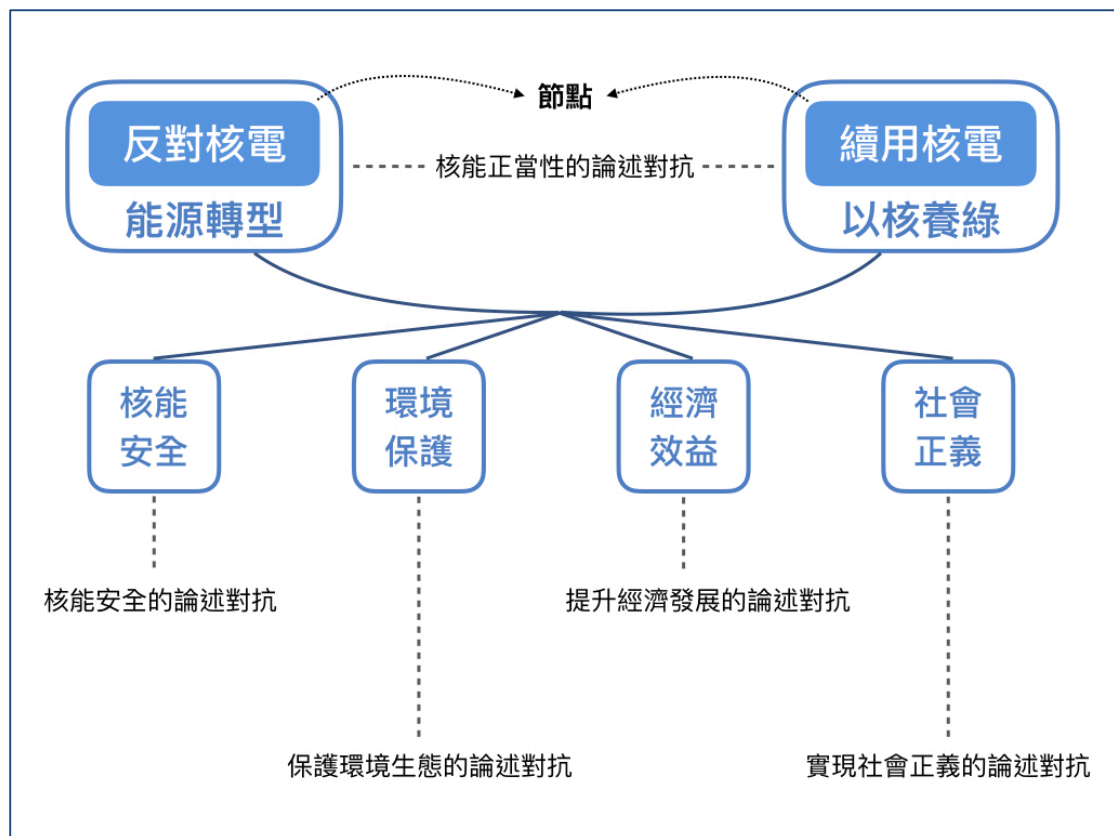 節點
反對核電
續用核電
核能正當性的論述對抗
能源轉型
以核養綠
核能
安全
環境
保護
經濟
效益
社會
正義
核能安全的論述對抗
提升經濟發展的論述對抗
保護環境生態的論述對抗
實現社會正義的論述對抗